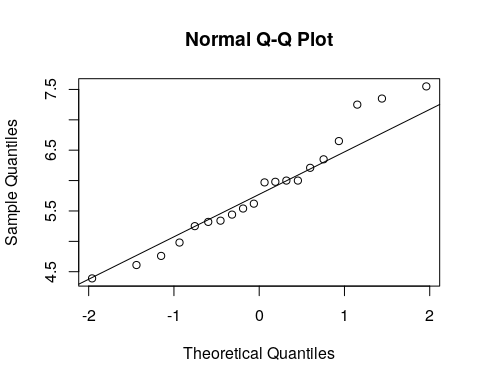 Normal Q-Q Plot
7.5
6.5
5.5
4.5
Sample Quantiles
-2 -1 0 1 2
Theoretical Quantiles